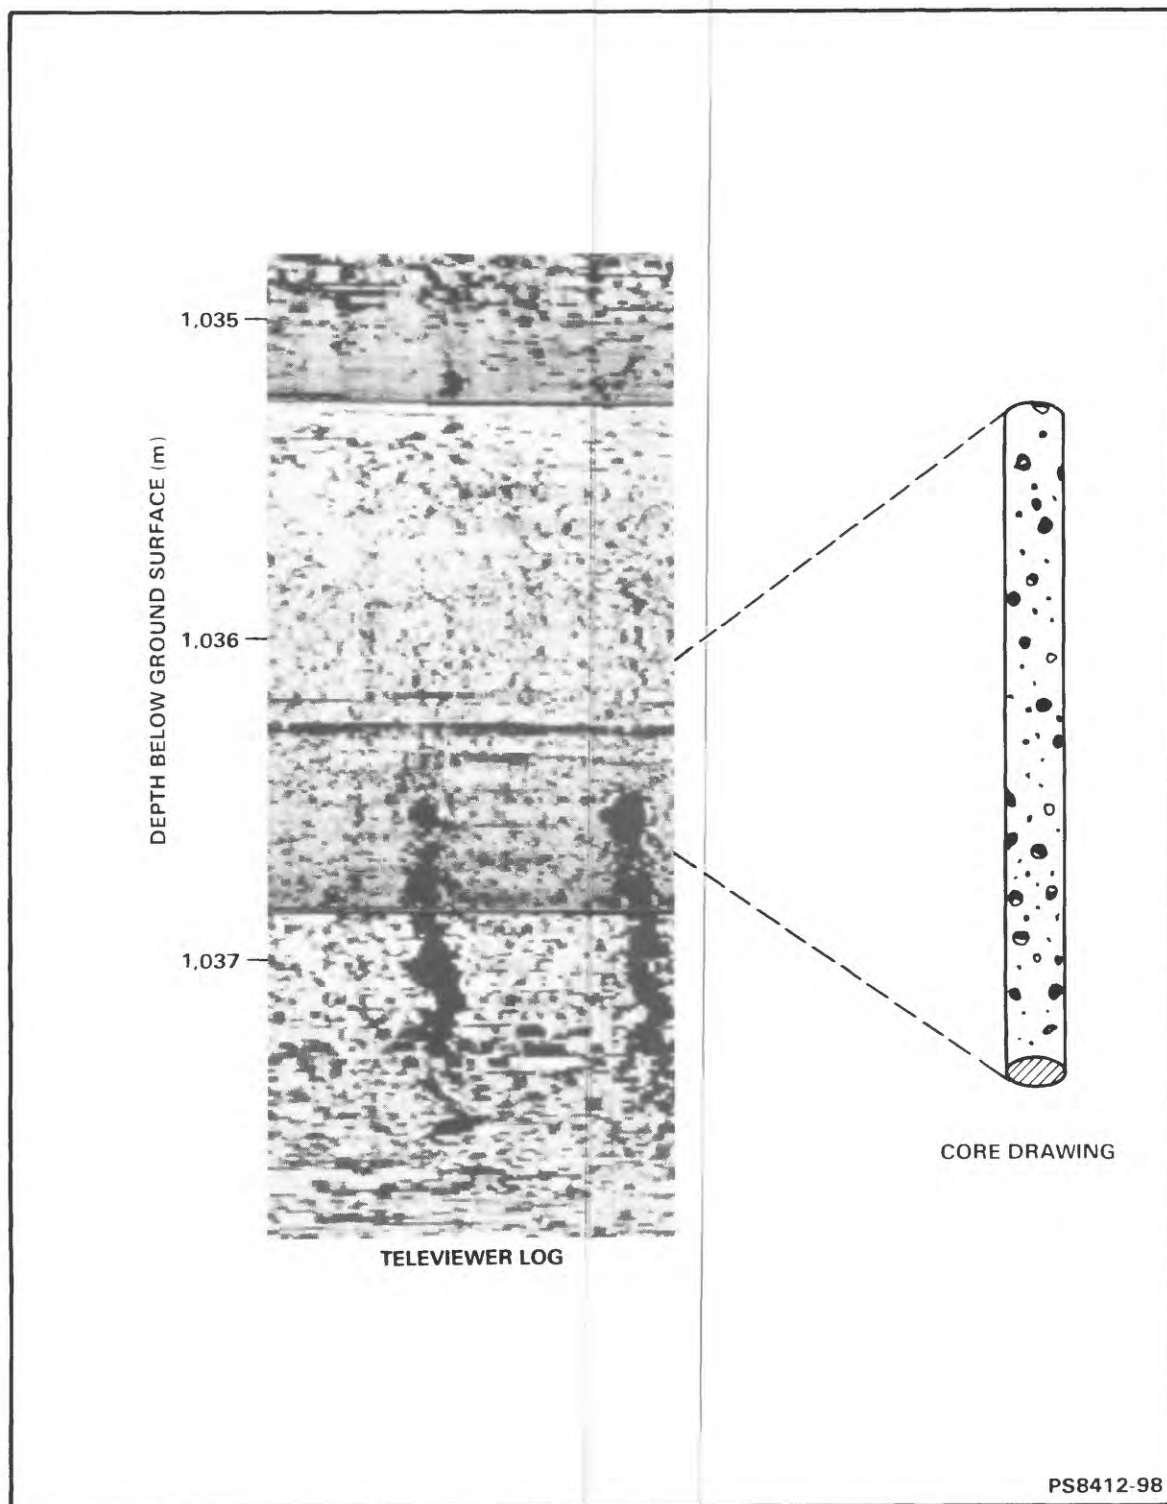 DEPTH BELOW GROUND SURFACE (m)
1,035
1,036
1,037
TELEVIEWER LOG
CORE DRAWING
PS8412-98